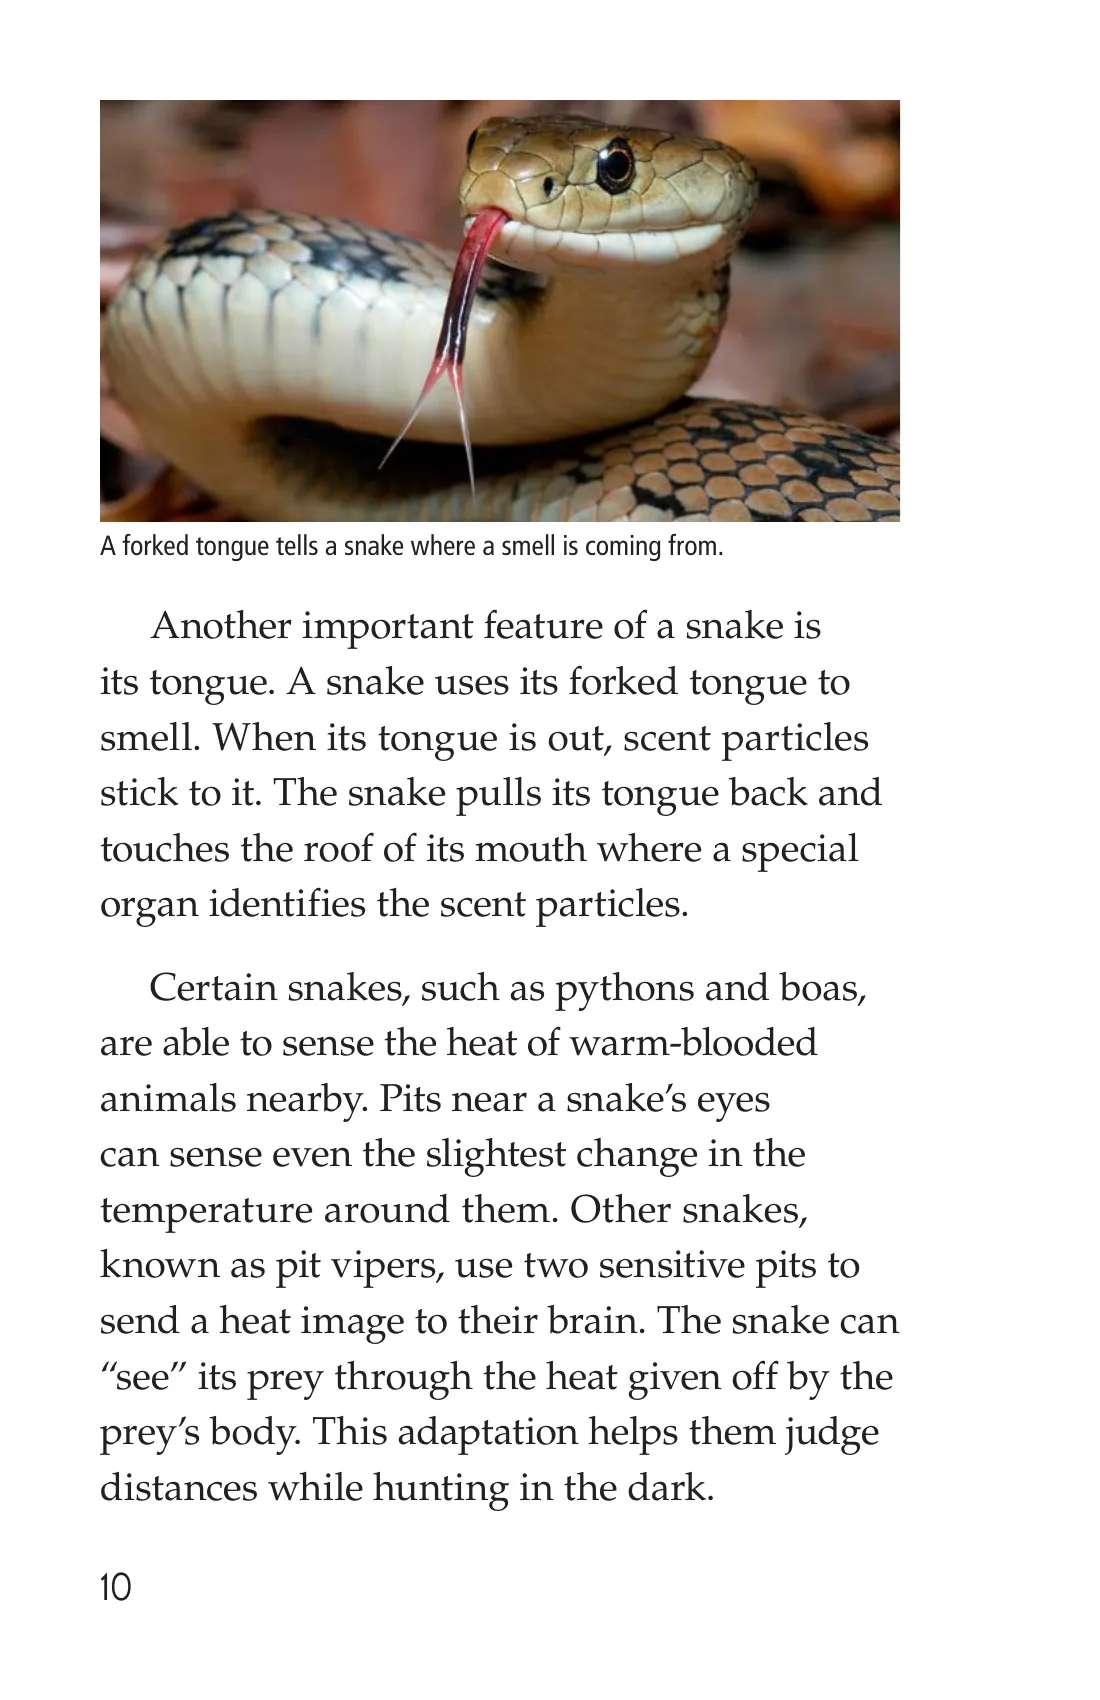 A forked tongue tells a snake where a smell is coming from.
Another important feature of a snake is
its tongue. A snake uses its forked tongue to
smell. When its tongue is out, scent particles
stick to it. The snake pulls its tongue back and
touches the roof of its mouth where a special
organ identifies the scent particles.
Certain snakes, such as pythons and boas,
are able to sense the heat of warm-blooded
animals nearby. Pits near a snake’s eyes
can sense even the slightest change in the
temperature around them. Other snakes,
known as pit vipers, use two sensitive pits to
send a heat image to their brain. The snake can
“see” its prey through the heat given off by the
prey’s body. This adaptation helps them judge
distances while hunting in the dark.
10